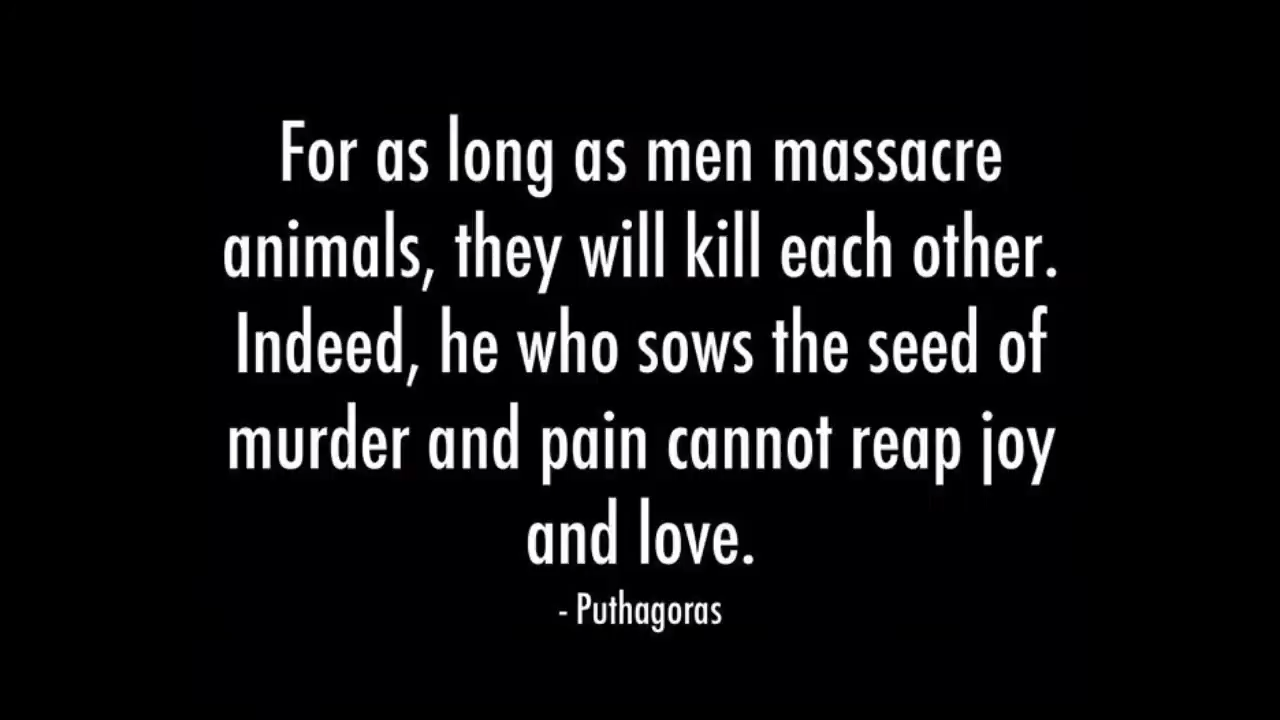 For as long as men massacre
animals, they will kill each other.
Indeed, he who sows the seed of
murder and pain cannot reap joy
and love.
- Puthagoras